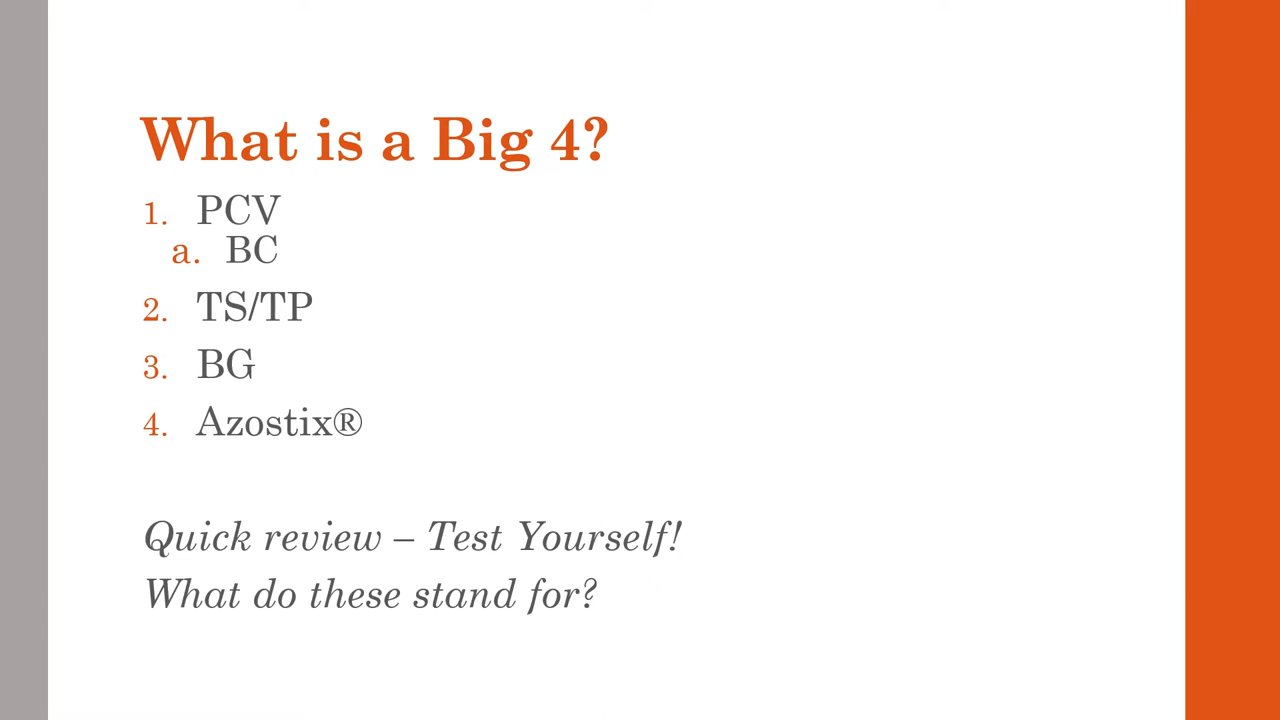 What is a Big 4?
1. PCV
a. BC
2. TS/TP
3. BG
4. Azostix®
Quick review – Test Yourself!
What do these stand for?